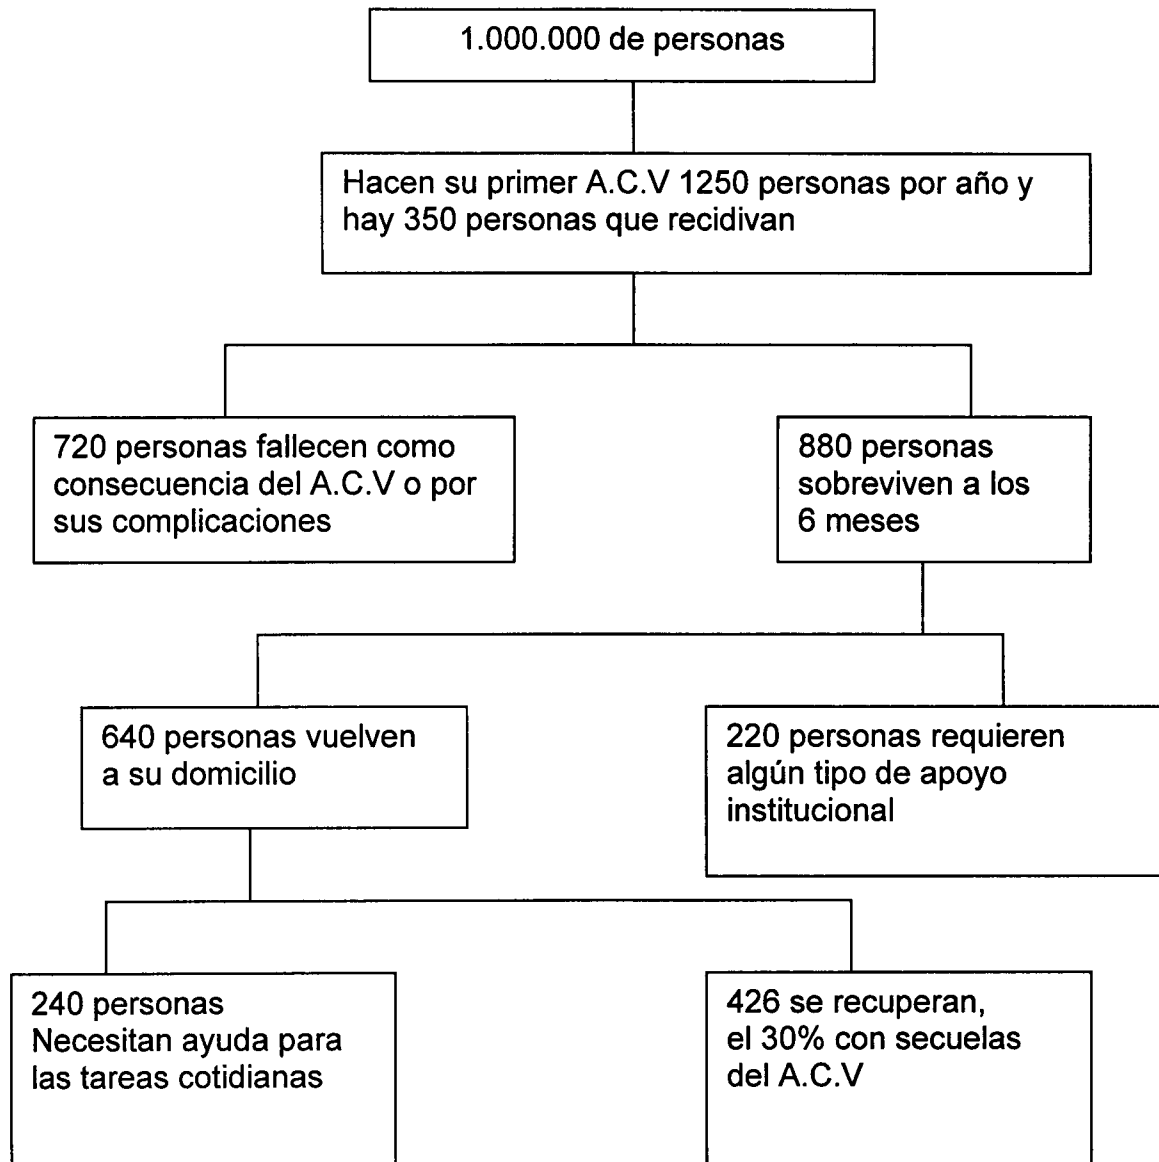 1.000.000 de personas
Hacen su primer A.C.V 1250 personas por año y
hay 350 personas que recidivan
720 personas fallecen como
consecuencia del A.C.V o por
sus complicaciones
880 personas
sobreviven a los
6 meses
640 personas vuelven
a su domicilio
220 personas requieren
algún tipo de apoyo
institucional
240 personas
Necesitan ayuda para
las tareas cotidianas
426 se recuperan,
el 30% con secuelas
del A.C.V